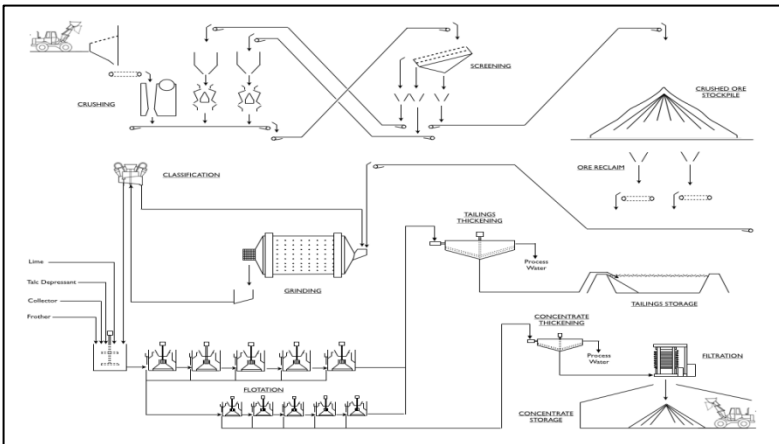 SCREENING
CRUSHING
CRUSHED ORE
STOCKPILE
CLASSIFICATION
ORE RECLAIM
TAILINGS
THICKENING
Process
Water
GRINDING
TAILINGS STORAGE
Lime
Talc Depressant
Collector
Frother
CONCENTRATE
THICKENING
Process
Water
FILTRATION
FLOTATION
CONCENTRATE
STORAGE